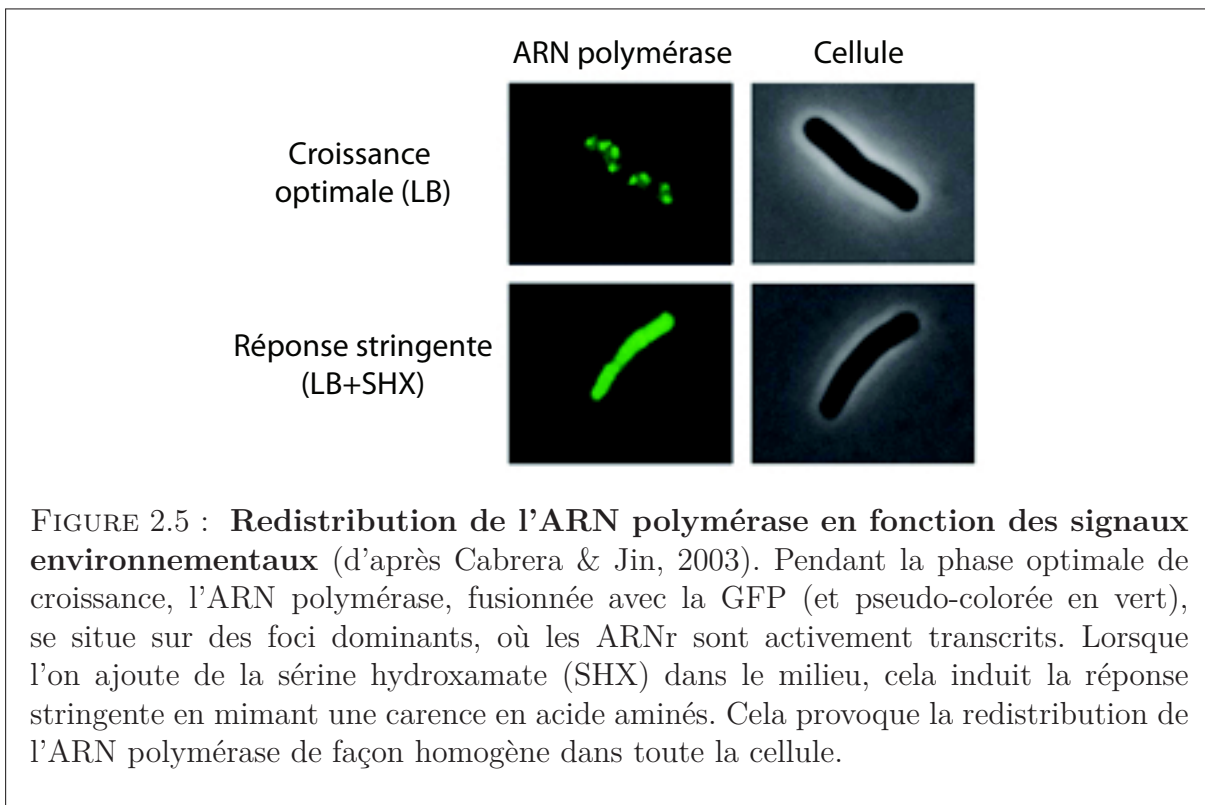 ARN polymérase Cellule
Croissance
optimale (LB)
Réponse stringente
(LB+SHX)
FIGURE 2.5 : Redistribution de l'ARN polymérase en fonction des signaux
environnementaux (d'après Cabrera & Jin, 2003). Pendant la phase optimale de
croissance, l'ARN polymérase, fusionnée avec la GFP (et pseudo-colorée en vert),
se situe sur des foci dominants, où les ARNr sont activement transcrits. Lorsque
l'on ajoute de la sérine hydroxamate (SHX) dans le milieu, cela induit la réponse
stringente en mimant une carence en acide aminés. Cela provoque la redistribution de
l'ARN polymérase de façon homogène dans toute la cellule.